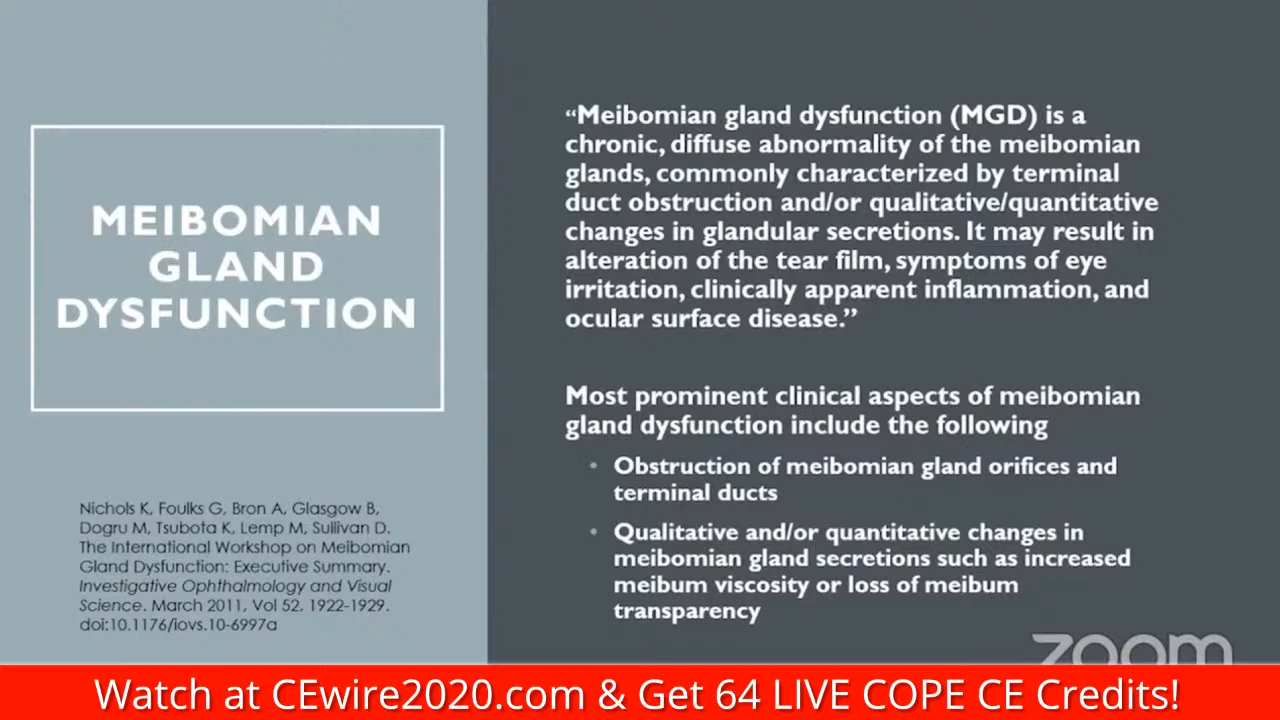 MEIBOMIAN
GLAND
DYSFUNCTION
Nichols K, Foulks G, Bron A, Glasgow B,
Dogru M, Tsubota K, Lemp M, Sullivan D.
The International Workshop on Meibomian
Gland Dysfunction: Executive Summary.
Investigative Ophthalmology and Visual
Science. March 2011, Vol 52, 1922-1929.
doi:10.1176/iovs.10-6997a
“Meibomian gland dysfunction (MGD) is a
chronic, diffuse abnormality of the meibomian
glands, commonly characterized by terminal
duct obstruction and/or qualitative/quantitative
changes in glandular secretions. It may result in
alteration of the tear film, symptoms of eye
irritation, clinically apparent inflammation, and
ocular surface disease.”
Most prominent clinical aspects of meibomian
gland dysfunction include the following
• Obstruction of meibomian gland orifices and
terminal ducts
• Qualitative and/or quantitative changes in
meibomian gland secretions such as increased
meibum viscosity or loss of meibum
transparency
zoom
Watch at CEwire2020.com & Get 64 LIVE COPE CE Credits!